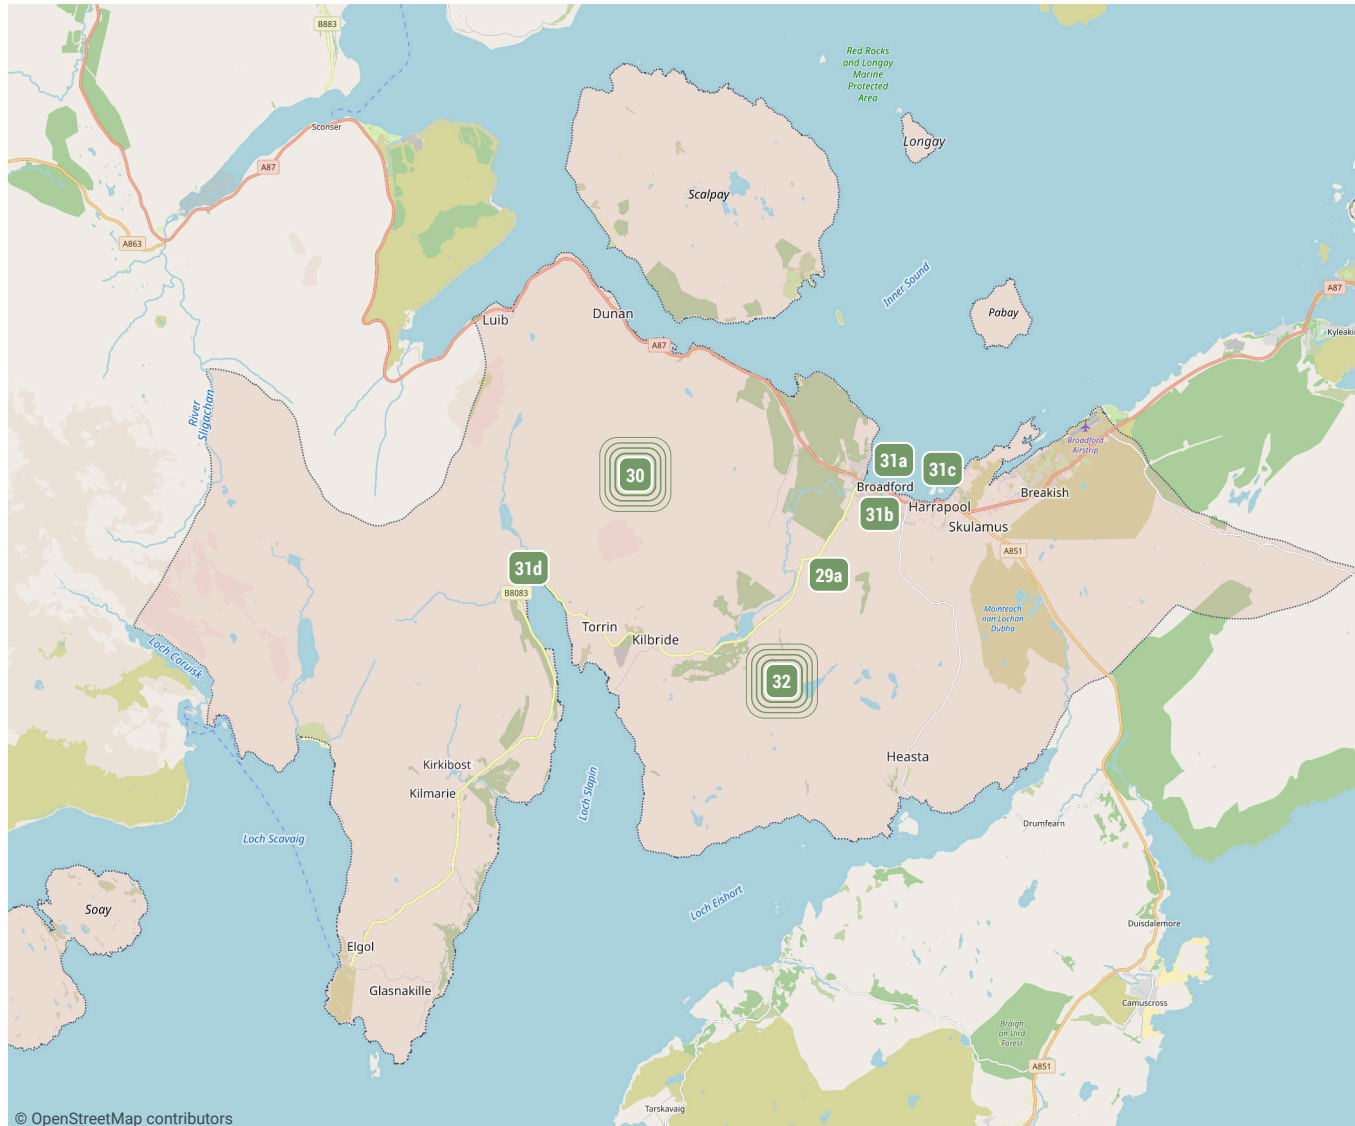 B883
Red Rocks
and Longay
Marine
Protected
Area
Sconser
Longay
A87
Scalpay
A863
Inner Sound
A87
Pabay
Luib
Dunan
Kyleakin
A87
River
Sligachan
Broadford
Airstrip
31a
31c
30
Broadford
Breakish
Harrapool
31b
Skulamus
A851
31d
29a
B8083
Mòinteach
nan Lochan
Dubha
Torrin
Kilbride
Loch Coruisk
32
Heasta
Kirkibost
Kilmarie
Loch Slapin
Drumfearn
Loch Scavaig
Loch Eishort
Soay
Duisdalemore
Elgol
Glasnakille
Camuscross
Bràigh
an Uird
Forest
A851
Tarskavaig
© OpenStreetMap contributors